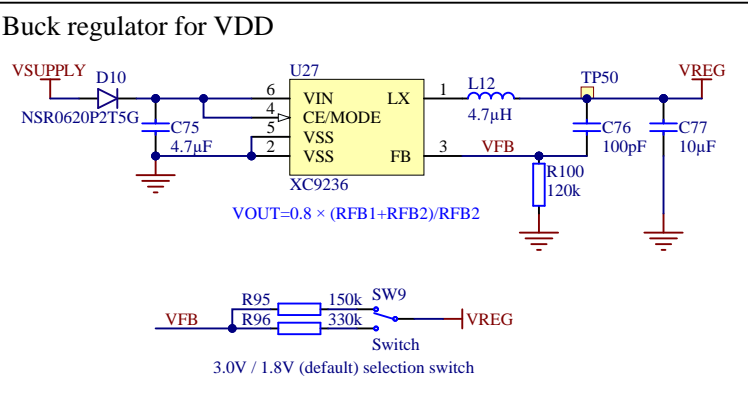 Buck regulator for VDD
VSUPPLY
D10
NSR0620P2T5G
C75
4.7µF
U27
6
VIN
LX
1
4
CE/MODE
5
VSS
2
VSS
FB
3
VFB
XC9236
L12
4.7µH
TP50
VREG
C76
100pF
C77
10µF
R100
120k
VOUT=0.8 × (RFB1+RFB2)/RFB2
VFB
R95
150k
R96
330k
SW9
Switch
VREG
3.0V / 1.8V (default) selection switch